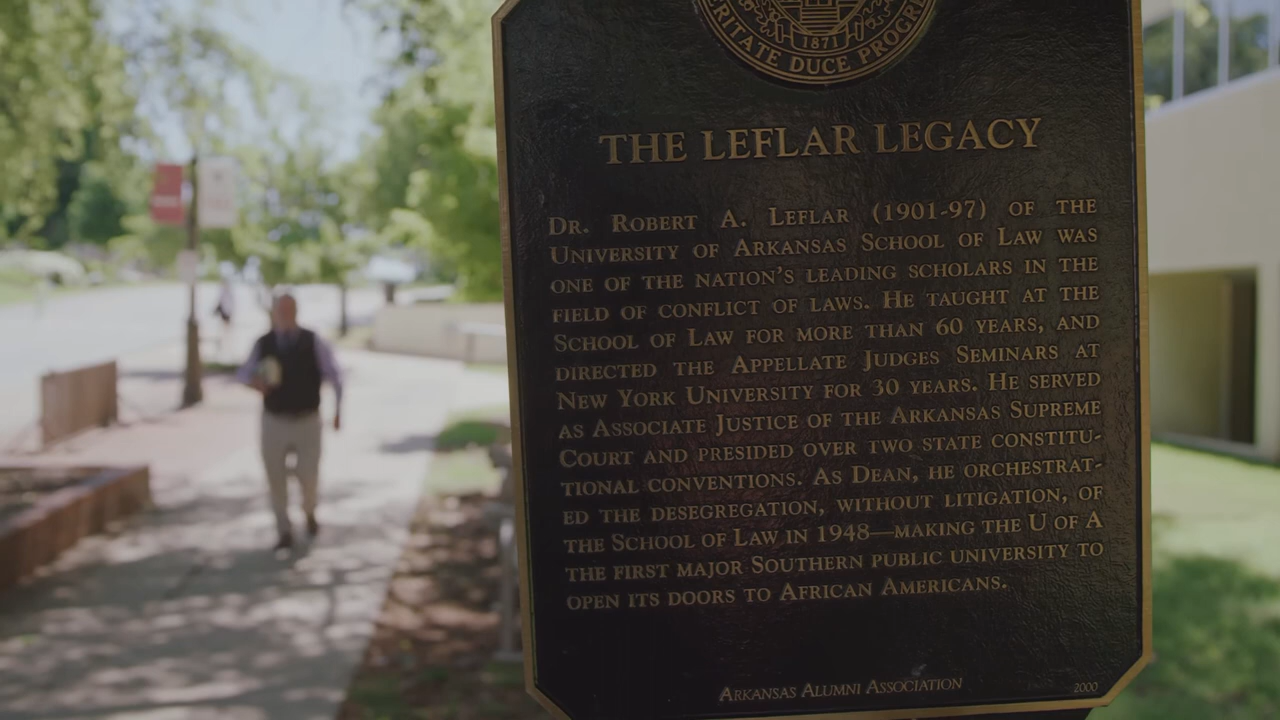 1871
VERITATE DUCE PROGRE
THE LEFLAR LEGACY
DR. ROBERT A. LEFLAR (1901-97) OF THE
UNIVERSITY OF ARKANSAS SCHOOL OF LAW WAS
ONE OF THE NATION'S LEADING SCHOLARS IN THE
FIELD OF CONFLICT OF LAWS. HE TAUGHT AT THE
SCHOOL OF LAW FOR MORE THAN 60 YEARS, AND
DIRECTED THE APPELLATE JUDGES SEMINARS AT
NEW YORK UNIVERSITY FOR 30 YEARS. HE SERVED
AS ASSOCIATE JUSTICE OF THE ARKANSAS SUPREME
COURT AND PRESIDED OVER TWO STATE CONSTITU-
TIONAL CONVENTIONS. AS DEAN, HE ORCHESTRAT-
ED THE DESEGREGATION, WITHOUT LITIGATION, OF
THE SCHOOL OF LAW IN 1948—MAKING THE U OF A
THE FIRST MAJOR SOUTHERN PUBLIC UNIVERSITY TO
OPEN ITS DOORS TO AFRICAN AMERICANS.
ARKANSAS ALUMNI ASSOCIATION
2000